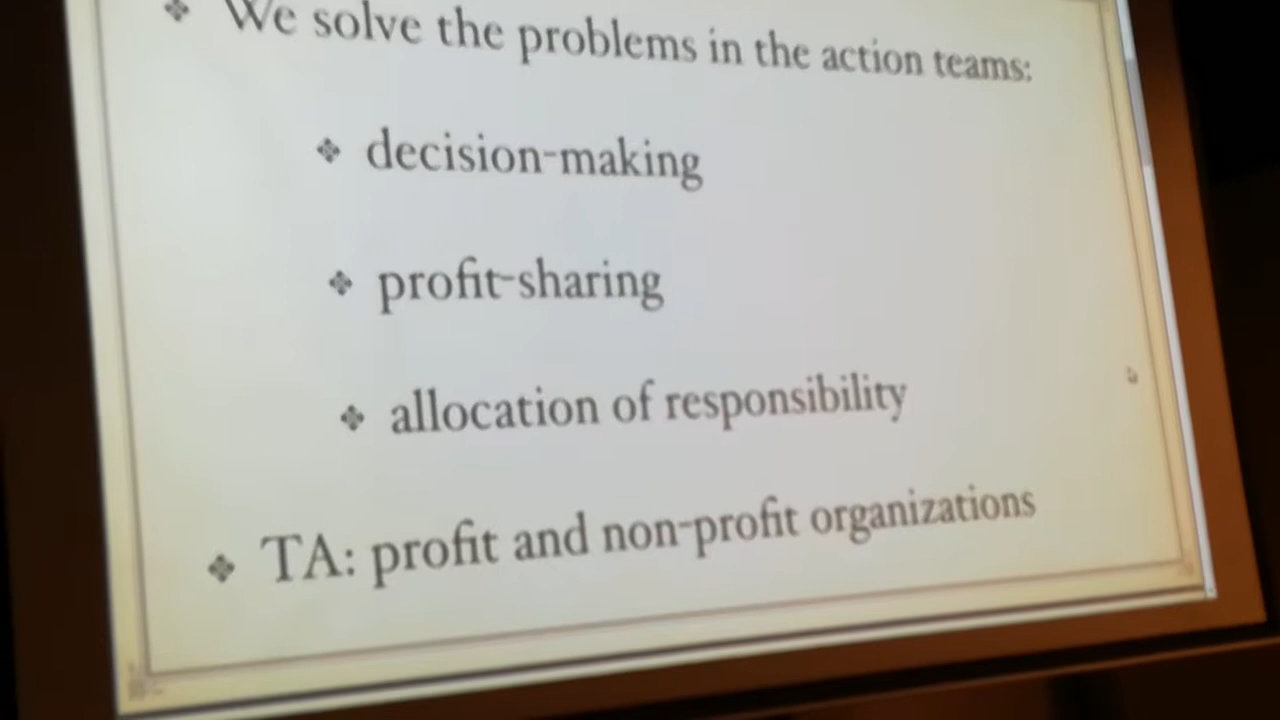 We solve the problems in the action teams:
decision-making
profit-sharing
allocation of responsibility
TA: profit and non-profit organizations